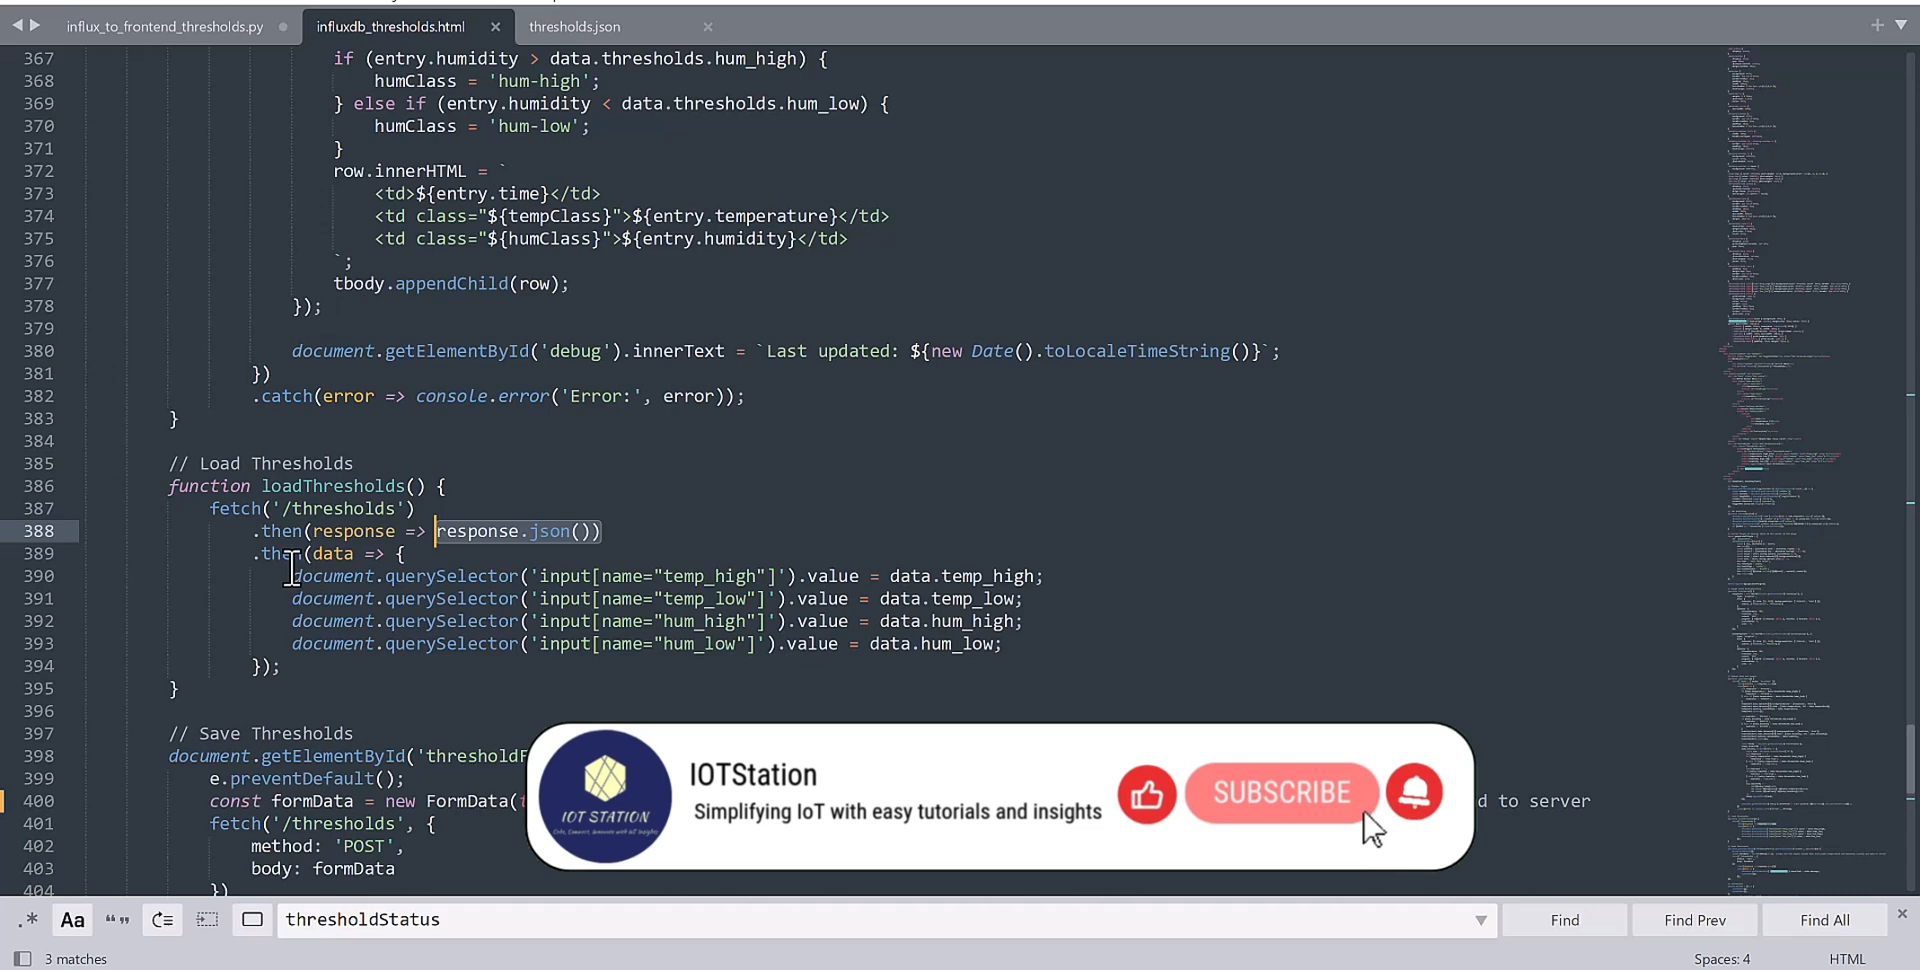 influx_to_frontend_thresholds.py
influxdb_thresholds.html
thresholds.json
367 if (entry.humidity > data.thresholds.hum_high) {
368 humClass = 'hum-high';
369 } else if (entry.humidity < data.thresholds.hum_low) {
370 humClass = 'hum-low';
371 }
372 row.innerHTML = `
373 <td>${entry.time}</td>
374 <td class="${tempClass}">${entry.temperature}</td>
375 <td class="${humClass}">${entry.humidity}</td>
376 `;
377 tbody.appendChild(row);
378 });
379
380 document.getElementById('debug').innerText = `Last updated: ${new Date().toLocaleTimeString()}`;
381 })
382 .catch(error => console.error('Error:', error));
383 }
384
385 // Load Thresholds
386 function loadThresholds() {
387 fetch('/thresholds')
388 .then(response => response.json())
389 .then(data => {
390 document.querySelector('input[name="temp_high"]').value = data.temp_high;
391 document.querySelector('input[name="temp_low"]').value = data.temp_low;
392 document.querySelector('input[name="hum_high"]').value = data.hum_high;
393 document.querySelector('input[name="hum_low"]').value = data.hum_low;
394 });
395 }
396
397 // Save Thresholds
398 document.getElementById('thresholdF
399 e.preventDefault();
400 const formData = new FormData( d to server
401 fetch('/thresholds', {
402 method: 'POST',
403 body: formData
404 })
IOTStation
Simplifying IoT with easy tutorials and insights
SUBSCRIBE
IOT STATION
.* Aa “ ” thresholdStatus Find Find Prev Find All
3 matches Spaces: 4 HTML